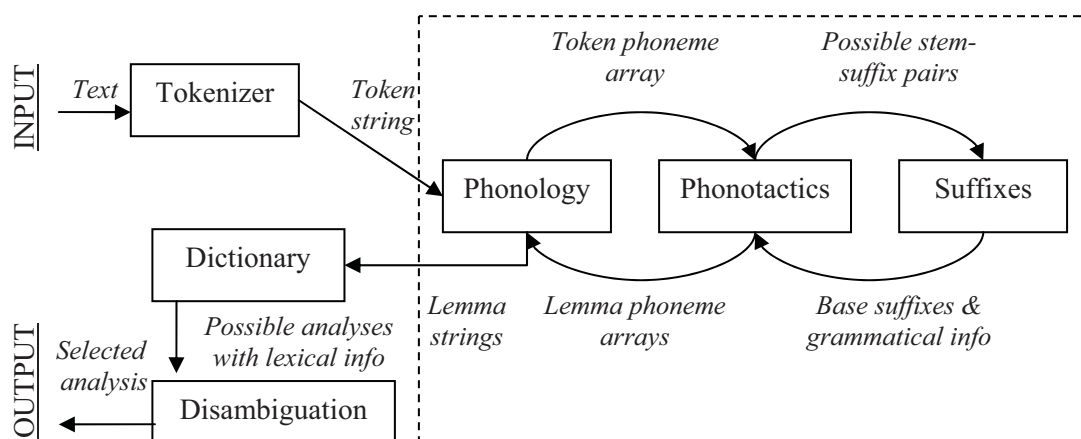 INPUT
Text
Tokenizer
Token
string
Token phoneme
array
Possible stem-
suffix pairs
Phonology
Phonotactics
Suffixes
Dictionary
Lemma
strings
Lemma phoneme
arrays
Base suffixes &
grammatical info
Possible analyses
with lexical info
OUTPUT
Selected
analysis
Disambiguation